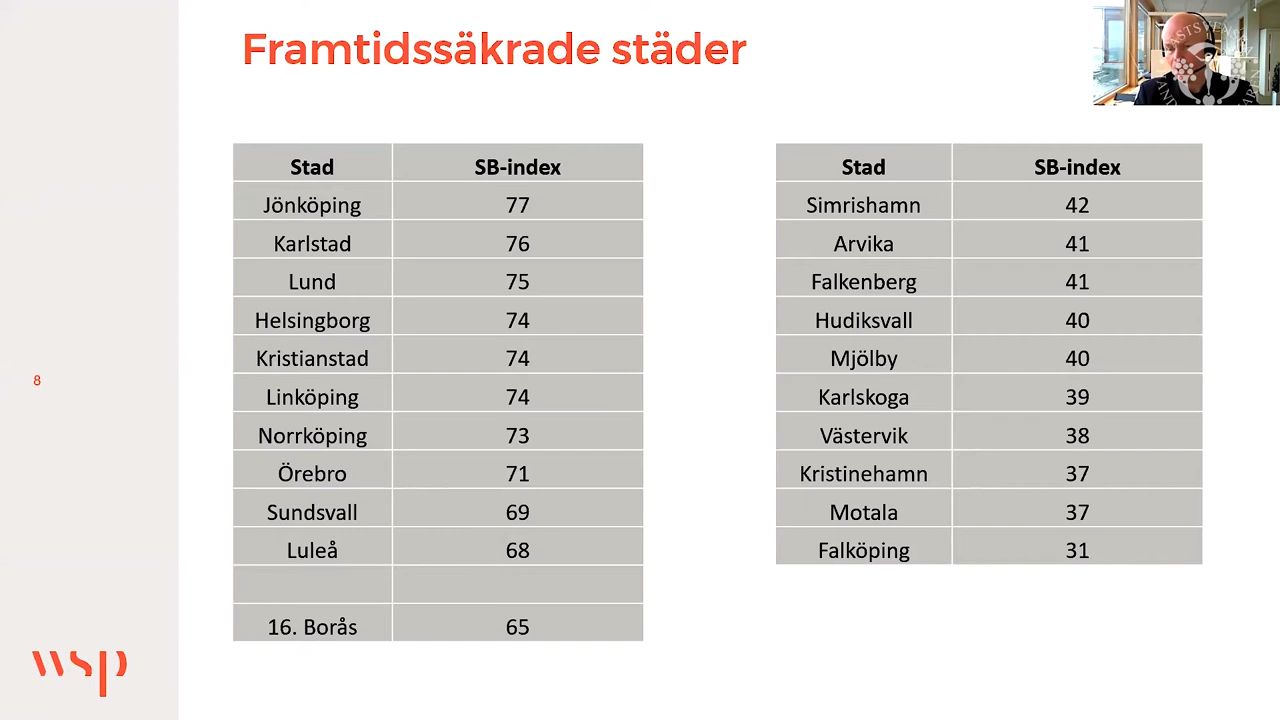 Framtidssäkrade städer
Stad SB-index
Jönköping 77
Karlstad 76
Lund 75
Helsingborg 74
Kristianstad 74
Linköping 74
Norrköping 73
Örebro 71
Sundsvall 69
Luleå 68
16. Borås 65
Stad SB-index
Simrishamn 42
Arvika 41
Falkenberg 41
Hudiksvall 40
Mjölby 40
Karlskoga 39
Västervik 38
Kristinehamn 37
Motala 37
Falköping 31
8
wsp